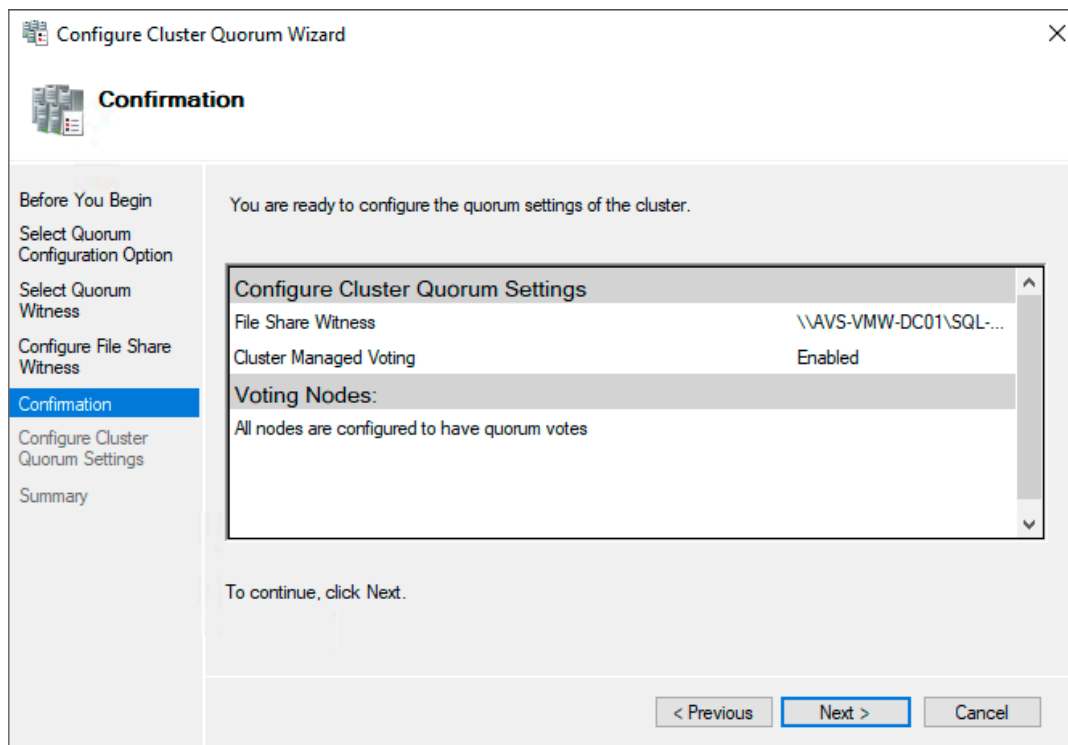 Configure Cluster Quorum Wizard
Confirmation
Before You Begin
Select Quorum
Configuration Option
Select Quorum
Witness
Configure File Share
Witness
Confirmation
Configure Cluster
Quorum Settings
Summary
You are ready to configure the quorum settings of the cluster.
Configure Cluster Quorum Settings
File Share Witness \\AVS-VMW-DC01\SQL-...
Cluster Managed Voting Enabled
Voting Nodes:
All nodes are configured to have quorum votes
To continue, click Next.
< Previous Next > Cancel